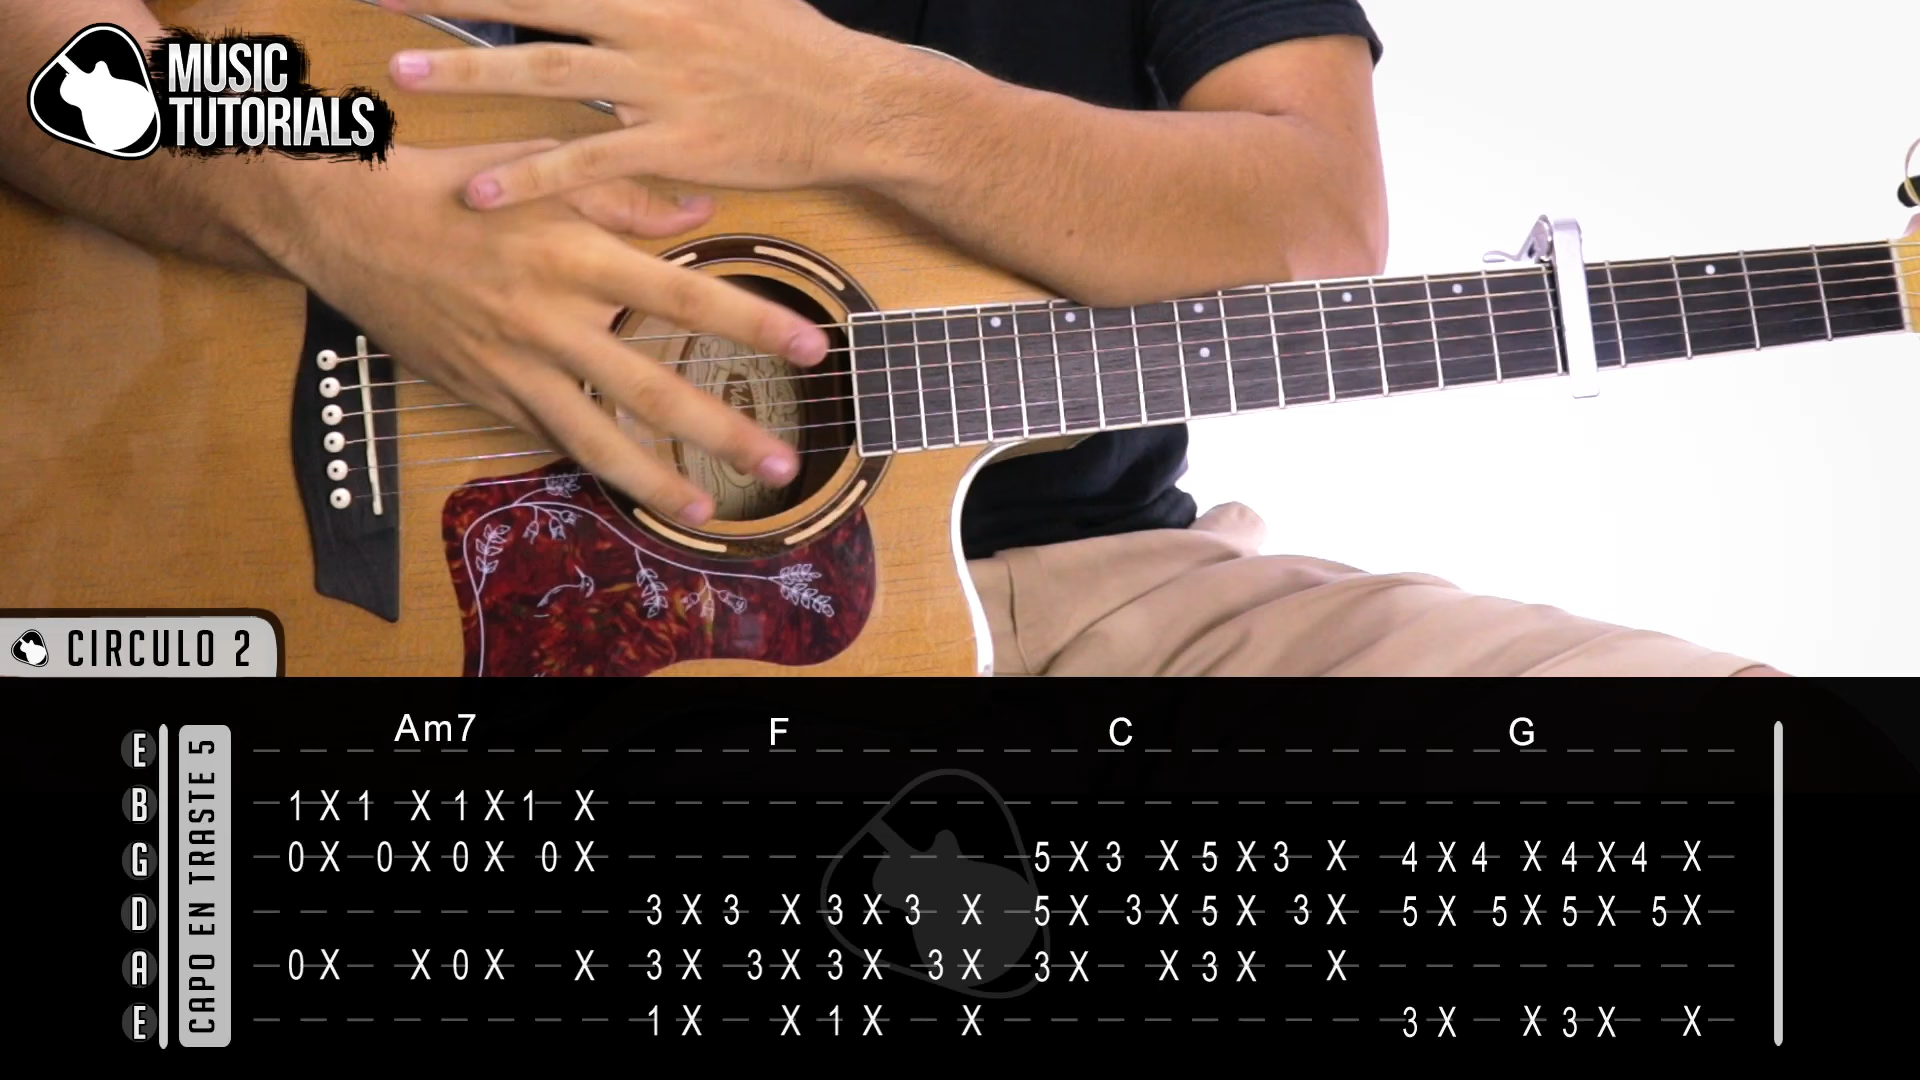 MUSIC
TUTORIALS
CIRCULO 2
CAPO EN TRASTE 5
Am7 F C G
E
B 1 X 1 X 1 X 1 X
G 0 X 0 X 0 X 0 X 5 X 3 X 5 X 3 X 4 X 4 X 4 X 4 X
D 3 X 3 X 3 X 3 X 5 X 3 X 5 X 3 X 5 X 5 X 5 X 5 X
A 0 X X 0 X X 3 X 3 X 3 X 3 X 3 X X 3 X X
E 1 X X 1 X X 3 X X 3 X X